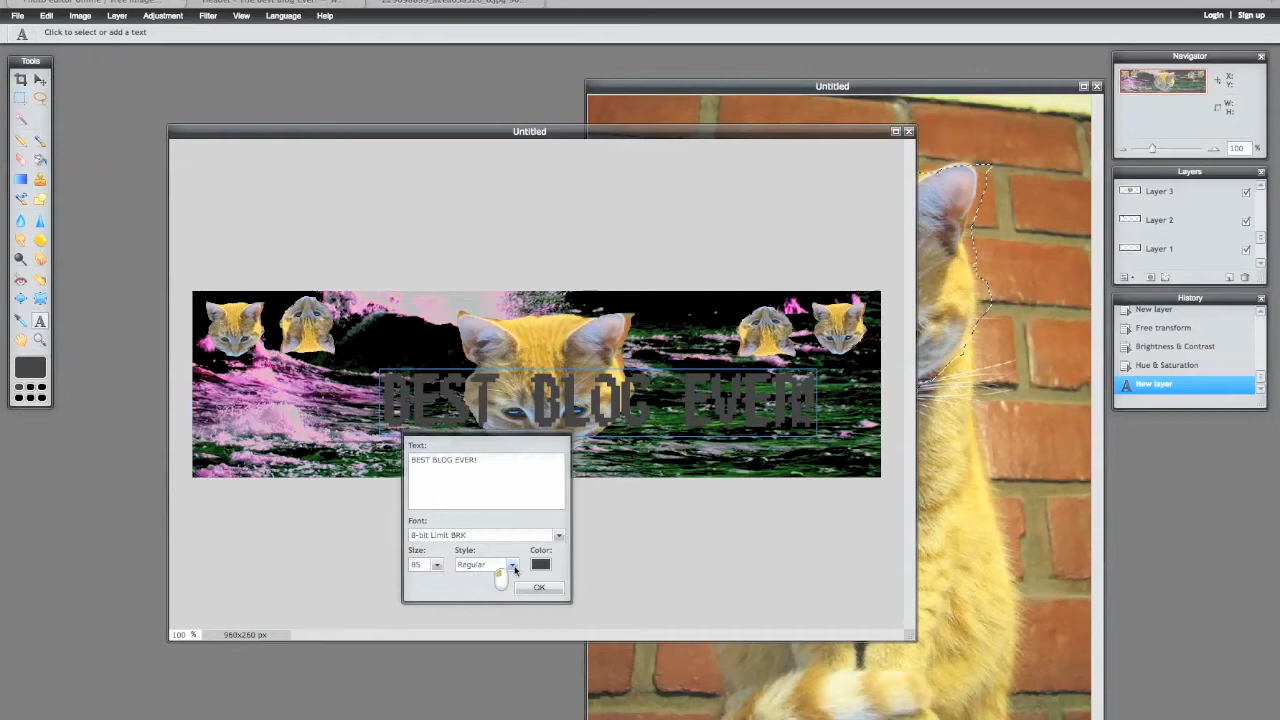 File Edit Image Layer Adjustment Filter View Language Help Login | Sign up
Click to select or add a text
Tools
Untitled
Untitled
BEST BLOG EVER!
Text:
BEST BLOG EVER!
Font:
8-bit Limit BRK
Size: Style: Color:
85 Regular
OK
100 % 960x260 px
Navigator
X:
Y:
W:
H:
100 %
Layers
Layer 3
Layer 2
Layer 1
History
New layer
Free transform
Brightness & Contrast
Hue & Saturation
New layer